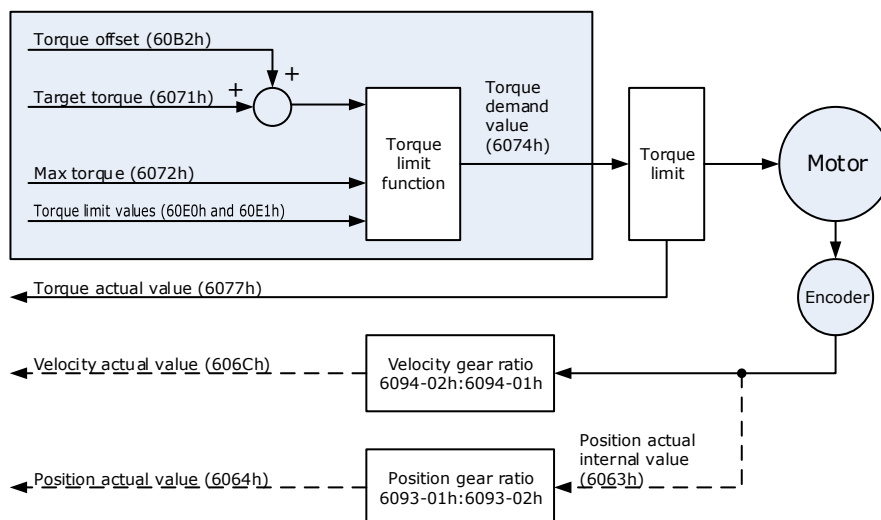 Torque offset (60B2h)
+
Target torque (6071h)
+
Max torque (6072h)
Torque limit values (60E0h and 60E1h)
Torque
limit
function
Torque
demand
value
(6074h)
Torque
limit
Motor
Encoder
Torque actual value (6077h)
Velocity actual value (606Ch)
Velocity gear ratio
6094-02h:6094-01h
Position actual
internal value
(6063h)
Position actual value (6064h)
Position gear ratio
6093-01h:6093-02h